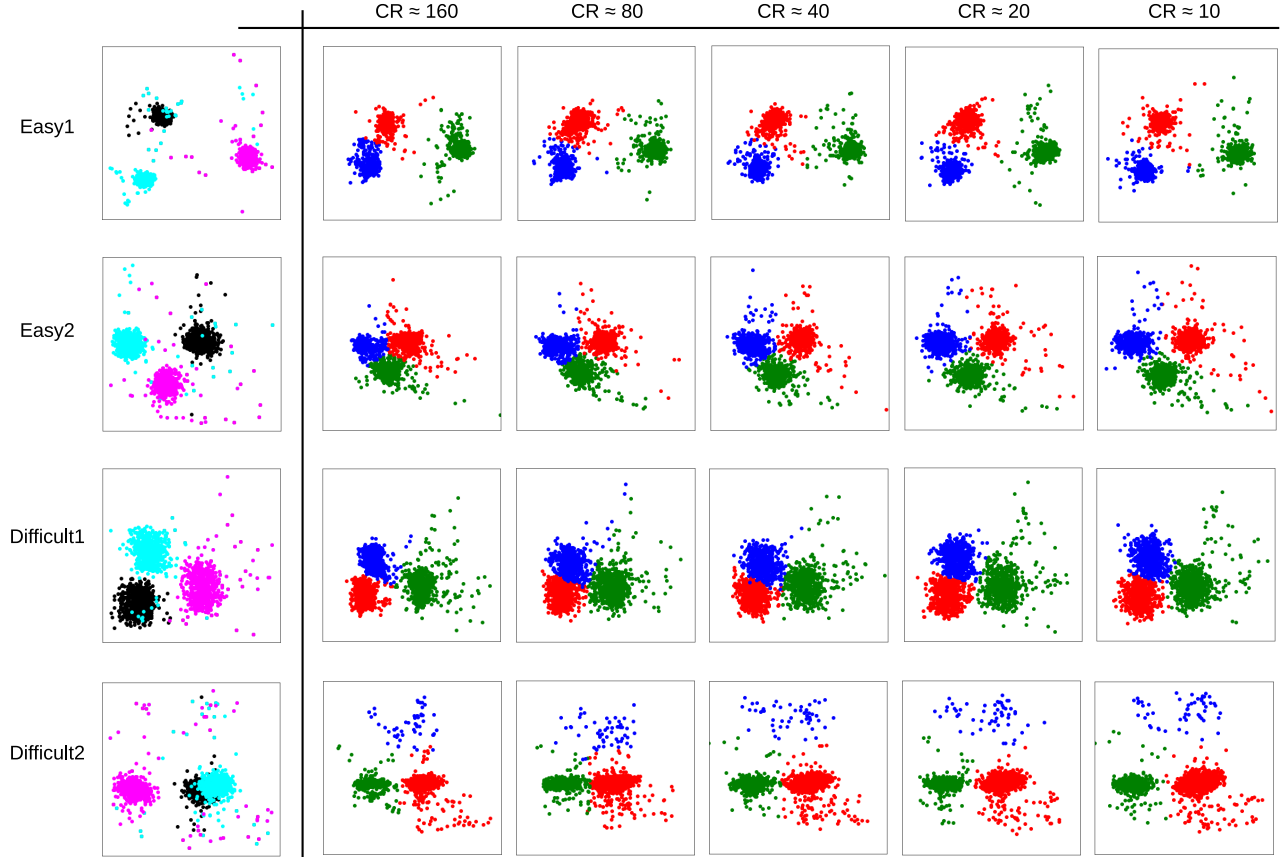 CR ≈ 160 CR ≈ 80 CR ≈ 40 CR ≈ 20 CR ≈ 10
Easy1
Easy2
Difficult1
Difficult2